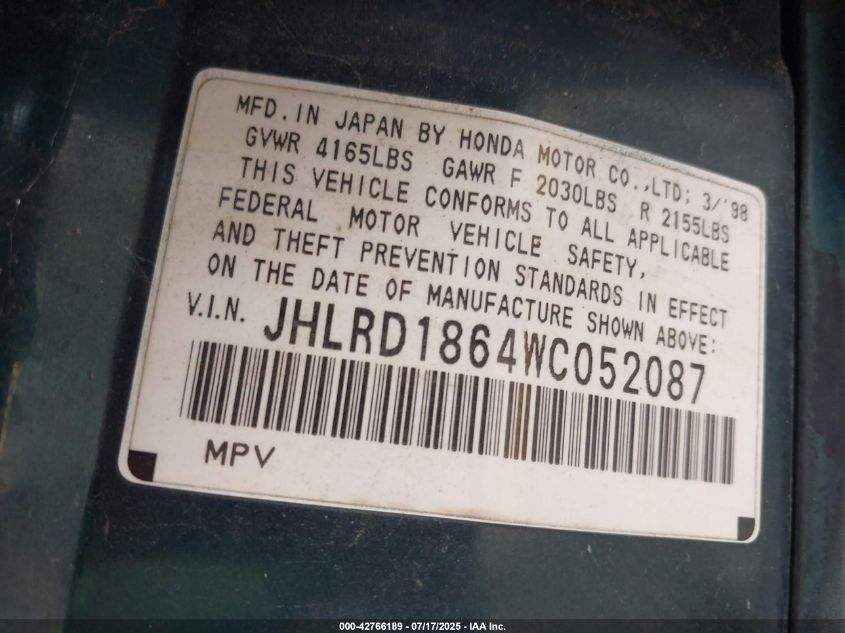 MFD. IN JAPAN BY HONDA MOTOR CO.,LTD; 3/'98
GVWR 4165LBS GAWR F 2030LBS R 2155LBS
THIS VEHICLE CONFORMS TO ALL APPLICABLE
FEDERAL MOTOR VEHICLE SAFETY,
AND THEFT PREVENTION STANDARDS IN EFFECT
ON THE DATE OF MANUFACTURE SHOWN ABOVE:
V.I.N. JHLRD1864WC052087
MPV
000-42766189 - 07/17/2025 - IAA Inc.